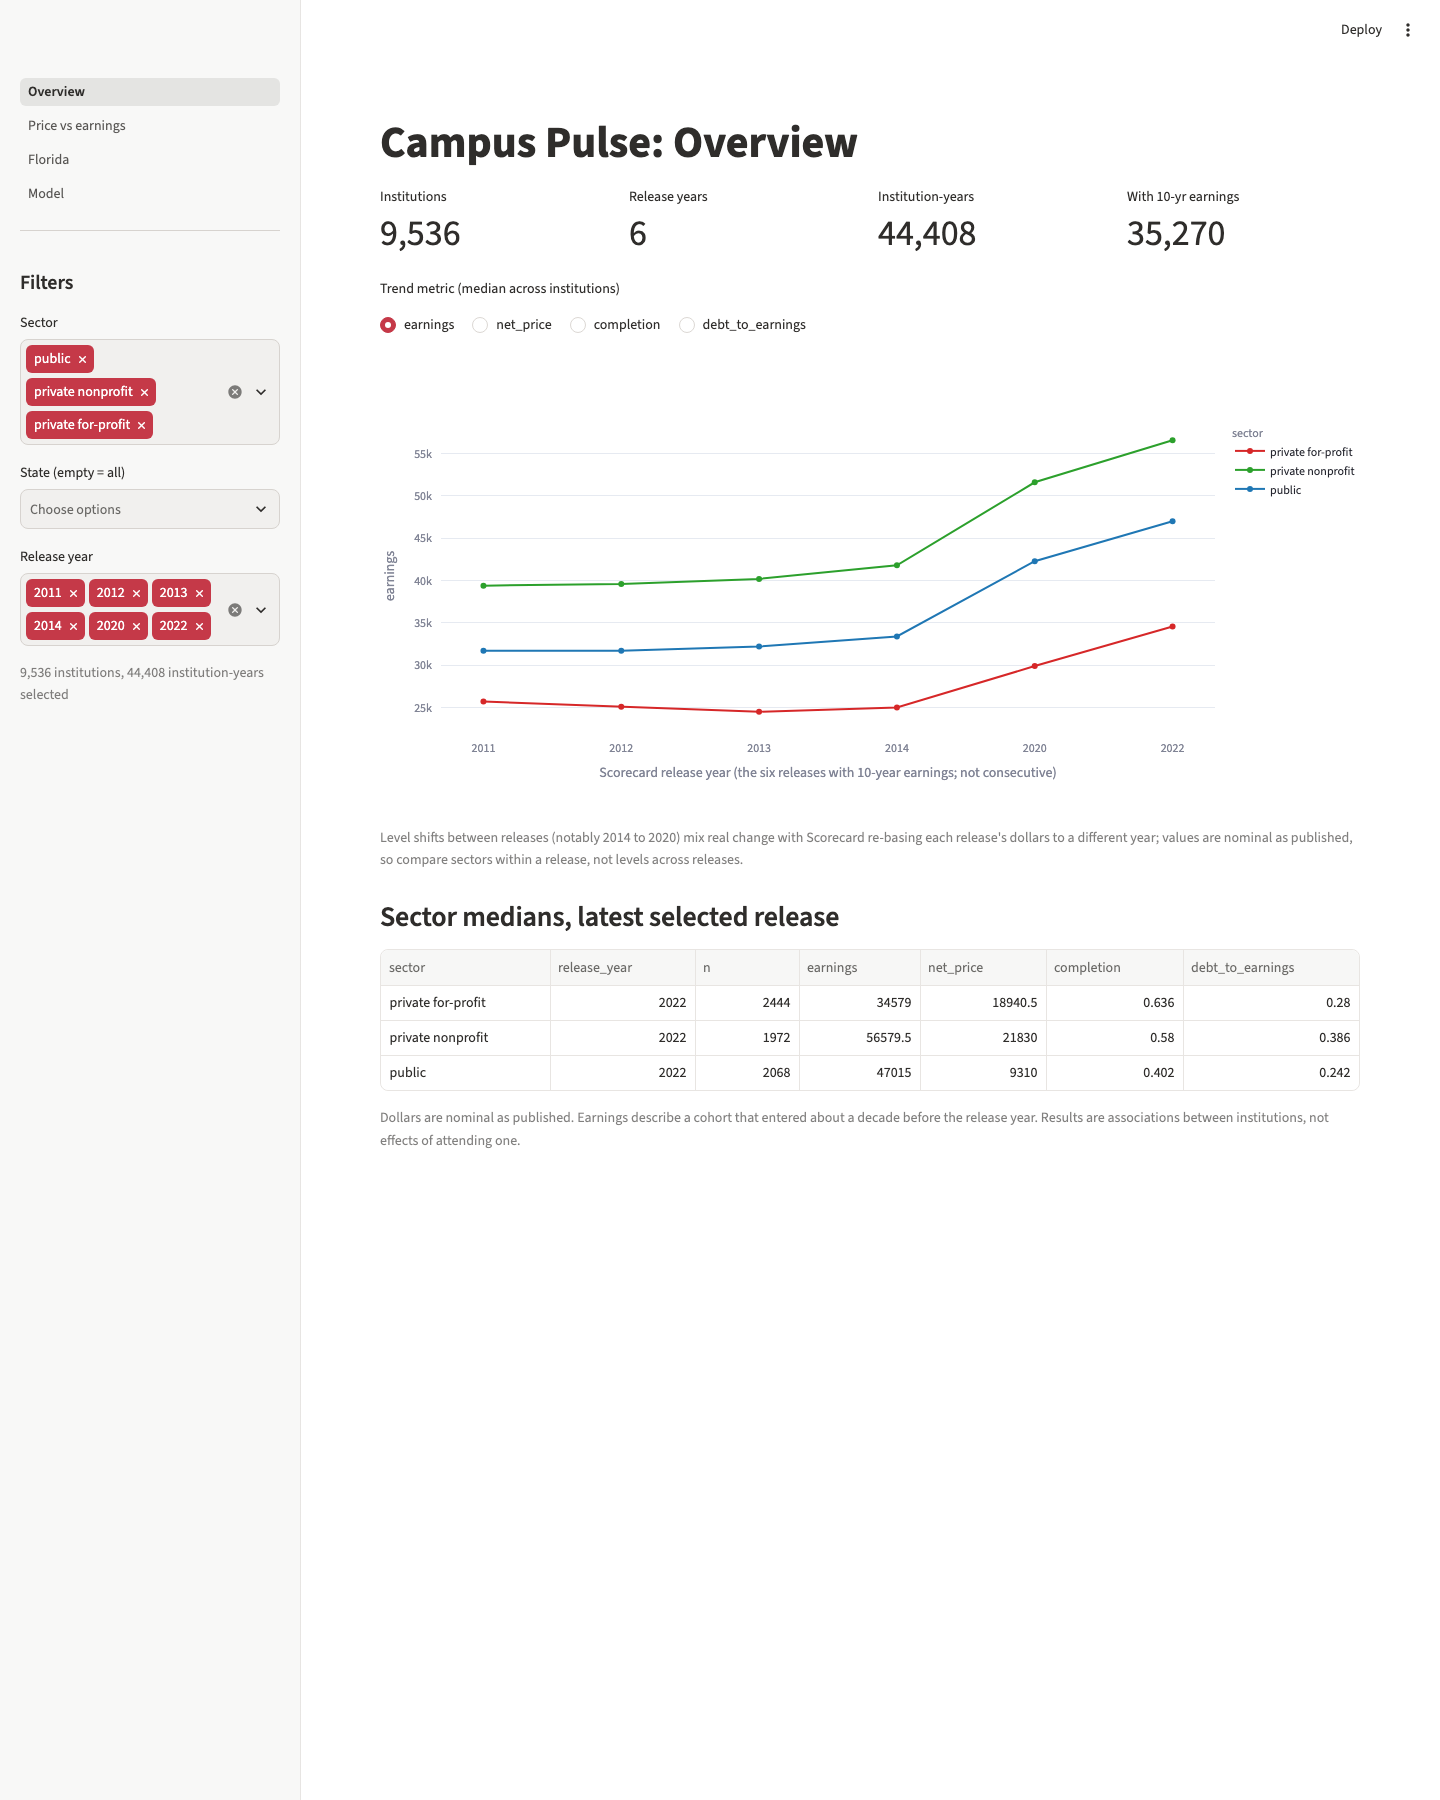 Deploy
Overview
Price vs earnings
Florida
Model
Filters
Sector
public
private nonprofit
private for-profit
State (empty = all)
Choose options
Release year
2011 2012 2013
2014 2020 2022
9,536 institutions, 44,408 institution-years
selected
Campus Pulse: Overview
Institutions Release years Institution-years With 10-yr earnings
9,536 6 44,408 35,270
Trend metric (median across institutions)
earnings net_price completion debt_to_earnings
sector
private for-profit
private nonprofit
public
earnings
55k
50k
45k
40k
35k
30k
25k
2011 2012 2013 2014 2020 2022
Scorecard release year (the six releases with 10-year earnings; not consecutive)
Level shifts between releases (notably 2014 to 2020) mix real change with Scorecard re-basing each release's dollars to a different year; values are nominal as published,
so compare sectors within a release, not levels across releases.
Sector medians, latest selected release
sector release_year n earnings net_price completion debt_to_earnings
private for-profit 2022 2444 34579 18940.5 0.636 0.28
private nonprofit 2022 1972 56579.5 21830 0.58 0.386
public 2022 2068 47015 9310 0.402 0.242
Dollars are nominal as published. Earnings describe a cohort that entered about a decade before the release year. Results are associations between institutions, not
effects of attending one.